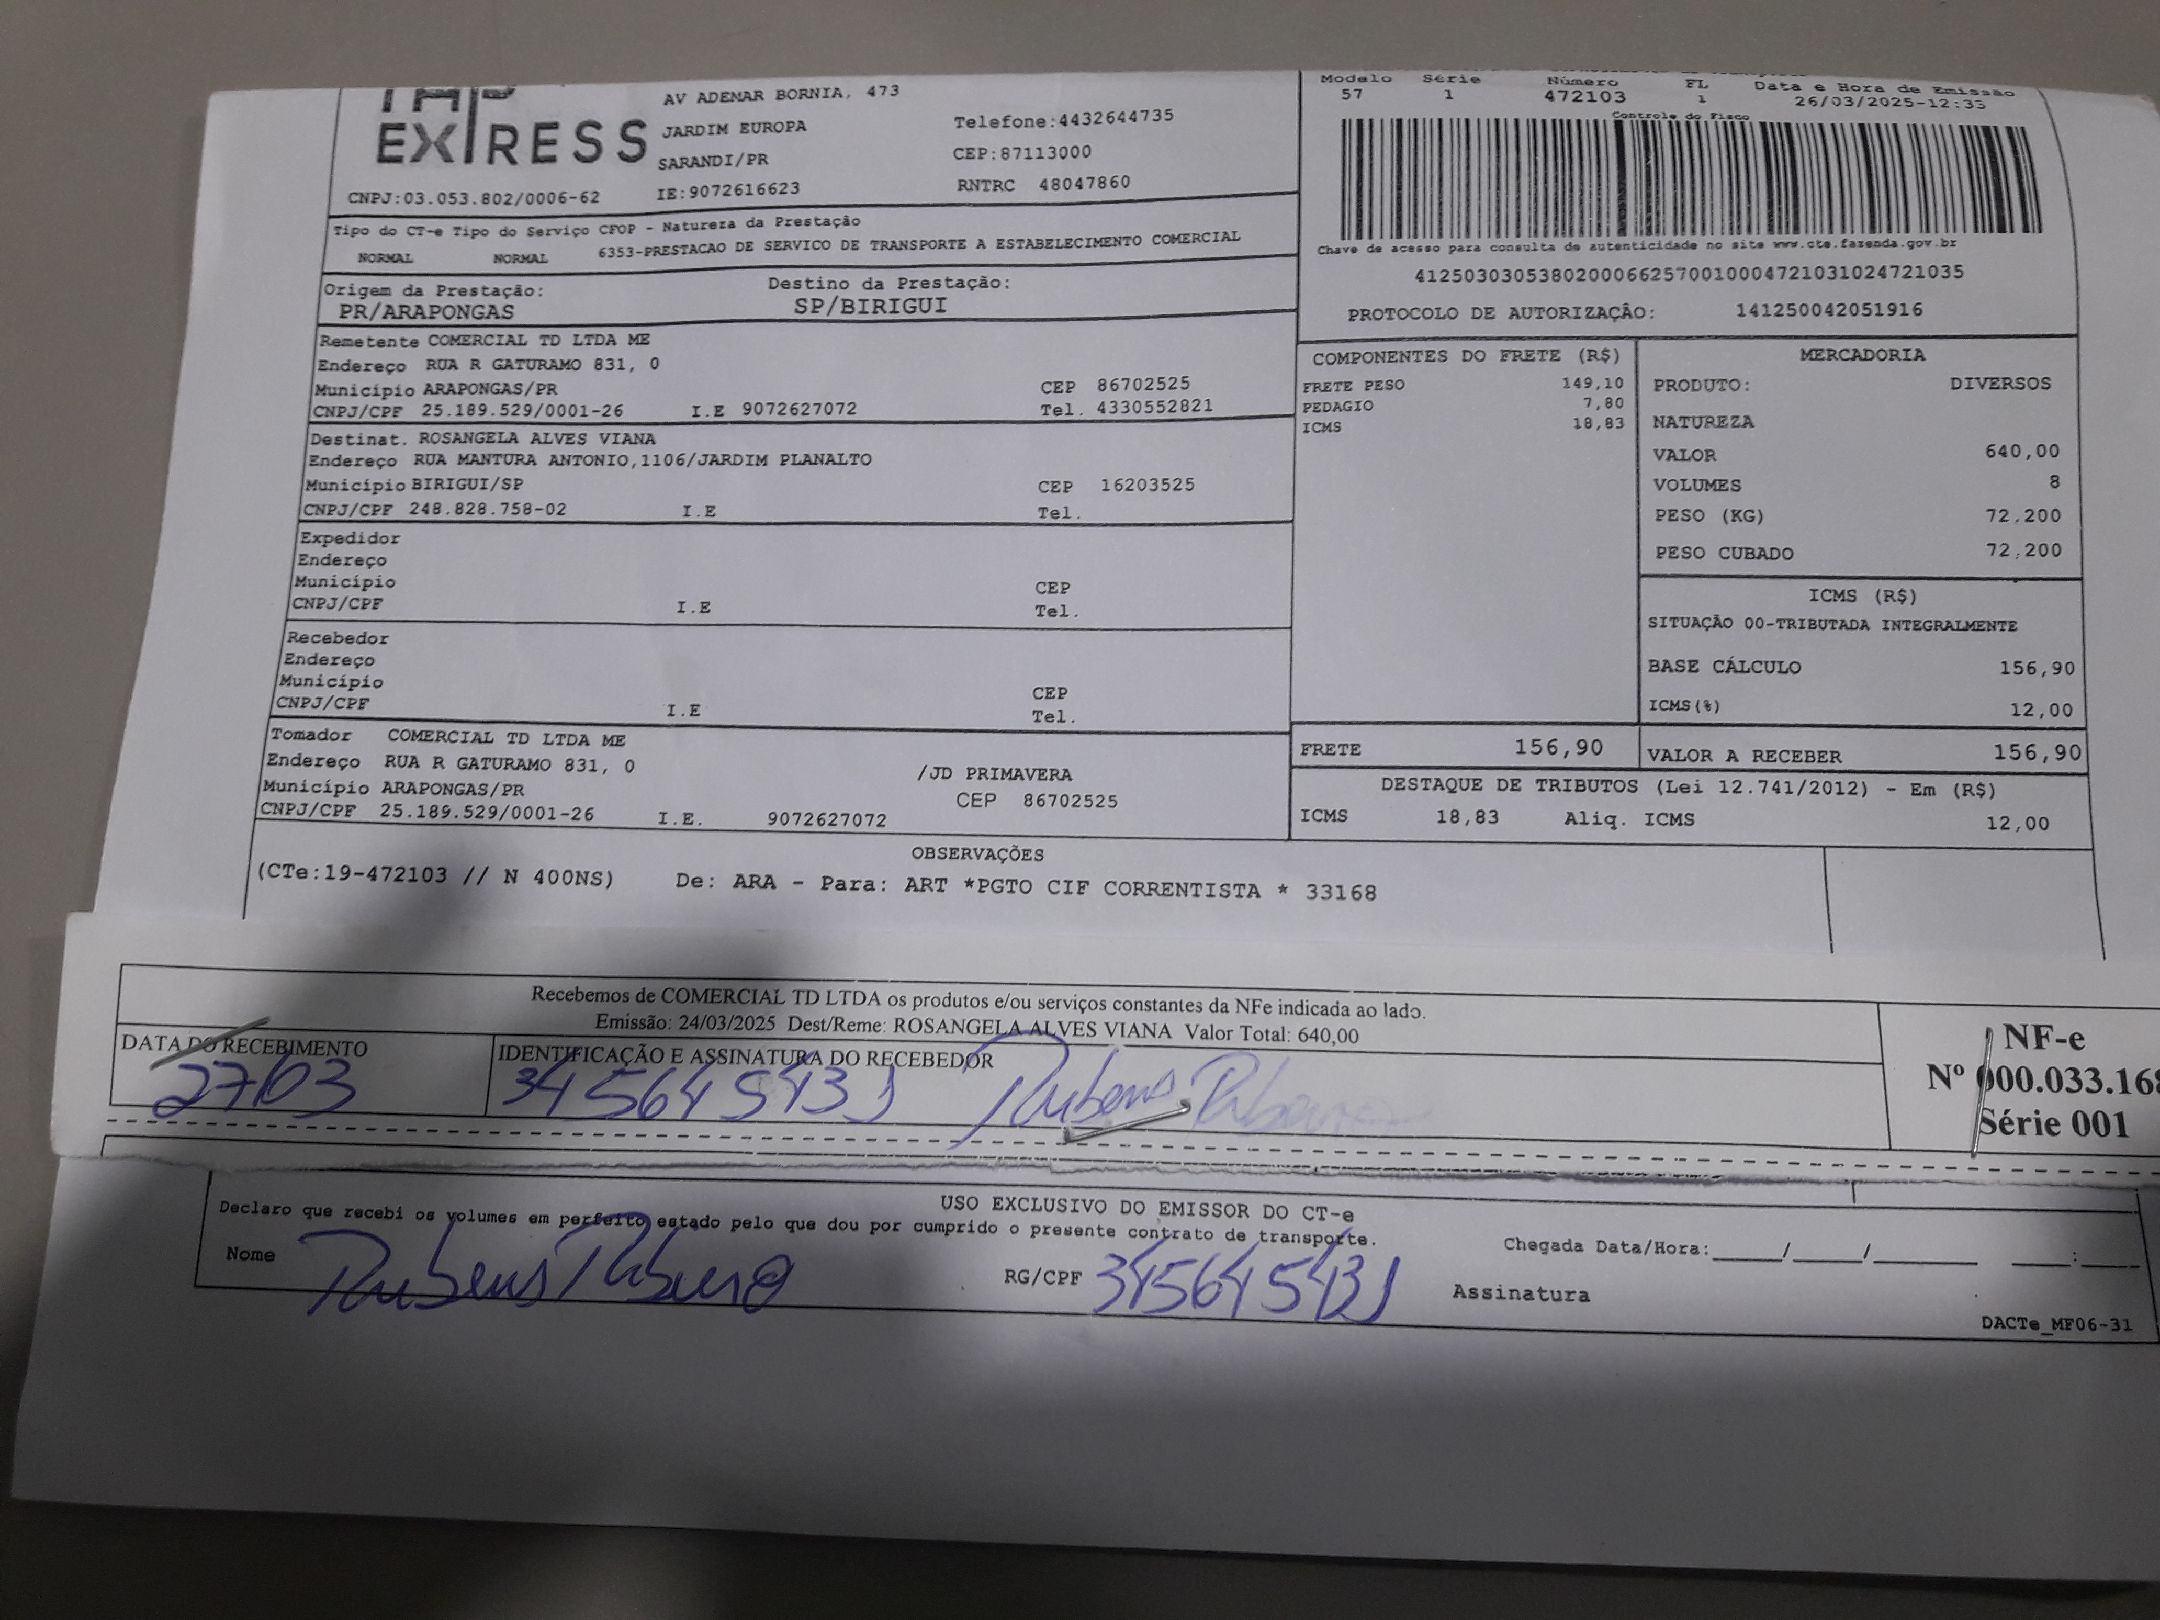 EXPRESS
AV ADEMAR BORNIA, 473
JARDIM EUROPA
SARANDI/PR
Telefone:4432644735
CEP:87113000
CNPJ:03.053.802/0006-62 IE:9072616623 RNTRC 48047860
Modelo Série Número FL Data e Hora de Emissão
57 1 472103 1 26/03/2025-12:33
Controle do Fisco
Chave de acesso para consulta de autenticidade no site www.cte.fazenda.gov.br
41250303053802000662570010004721031024721035
PROTOCOLO DE AUTORIZAÇÃO: 141250042051916
Tipo do CT-e Tipo do Serviço CFOP - Natureza da Prestação
NORMAL NORMAL 6353-PRESTACAO DE SERVICO DE TRANSPORTE A ESTABELECIMENTO COMERCIAL
Origem da Prestação: Destino da Prestação:
PR/ARAPONGAS SP/BIRIGUI
Remetente COMERCIAL TD LTDA ME
Endereço RUA R GATURAMO 831, 0
Município ARAPONGAS/PR CEP 86702525
CNPJ/CPF 25.189.529/0001-26 I.E 9072627072 Tel. 4330552821
Destinat. ROSANGELA ALVES VIANA
Endereço RUA MANTURA ANTONIO,1106/JARDIM PLANALTO
Município BIRIGUI/SP CEP 16203525
CNPJ/CPF 248.828.758-02 I.E Tel.
Expedidor
Endereço
Município CEP
CNPJ/CPF I.E Tel.
Recebedor
Endereço
Município CEP
CNPJ/CPF I.E Tel.
Tomador COMERCIAL TD LTDA ME
Endereço RUA R GATURAMO 831, 0 /JD PRIMAVERA
Município ARAPONGAS/PR CEP 86702525
CNPJ/CPF 25.189.529/0001-26 I.E. 9072627072
COMPONENTES DO FRETE (R$)
FRETE PESO 149,10
PEDAGIO 7,80
ICMS 18,83
MERCADORIA
PRODUTO: DIVERSOS
NATUREZA
VALOR 640,00
VOLUMES 8
PESO (KG) 72,200
PESO CUBADO 72,200
ICMS (R$)
SITUAÇÃO 00-TRIBUTADA INTEGRALMENTE
BASE CÁLCULO 156,90
ICMS(%) 12,00
FRETE 156,90 VALOR A RECEBER 156,90
DESTAQUE DE TRIBUTOS (Lei 12.741/2012) - Em (R$)
ICMS 18,83 Aliq. ICMS 12,00
OBSERVAÇÕES
(CTe:19-472103 // N 400NS) De: ARA - Para: ART *PGTO CIF CORRENTISTA * 33168
Recebemos de COMERCIAL TD LTDA os produtos e/ou serviços constantes da NFe indicada ao lado.
Emissão: 24/03/2025 Dest/Reme: ROSANGELA ALVES VIANA Valor Total: 640,00
DATA DO RECEBIMENTO IDENTIFICAÇÃO E ASSINATURA DO RECEBEDOR
27/03 345645431 Rubens
NF-e
Nº 000.033.168
Série 001
USO EXCLUSIVO DO EMISSOR DO CT-e
Declaro que recebi os volumes em perfeito estado pelo que dou por cumprido o presente contrato de transporte.
Nome Rubens RG/CPF 345645431 Chegada Data/Hora:_____/_____/_________ ____:____
Assinatura
DACTe_MF06-31